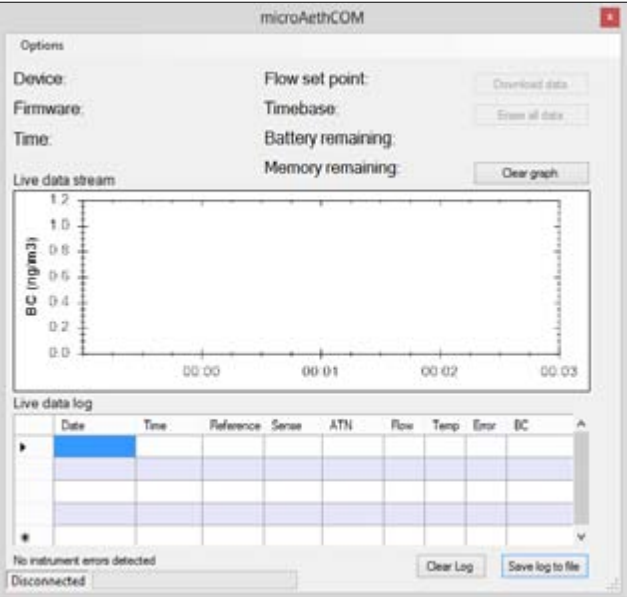 microAethCOM
x
Options
Device:
Flow set point:
Download data
Firmware:
Timebase:
Erase all data
Time:
Battery remaining:
Memory remaining:
Clear graph
Live data stream
BC (ng/m3)
1.2
1.0
0.8
0.6
0.4
0.2
0.0
00:00 00:01 00:02 00:03
Live data log
Date Time Reference Sense ATN Flow Temp Error BC
No instrument errors detected
Clear Log
Save log to file
Disconnected